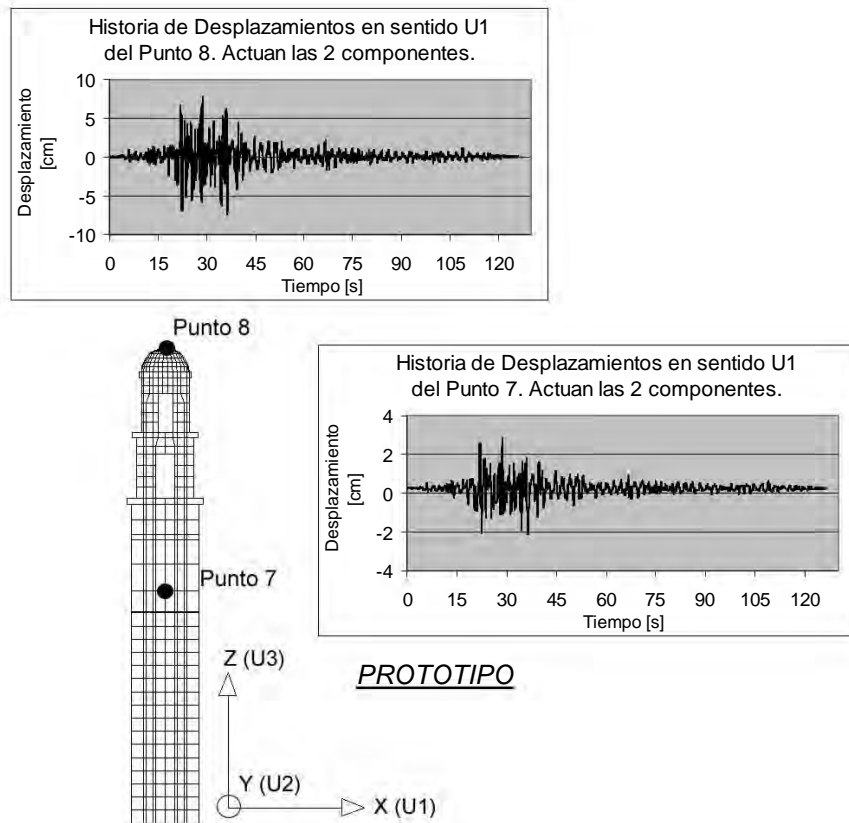 Historia de Desplazamientos en sentido U1
del Punto 8. Actuan las 2 componentes.
Desplazamiento
[cm]
10
5
0
-5
-10
0 15 30 45 60 75 90 105 120
Tiempo [s]
Punto 8
Historia de Desplazamientos en sentido U1
del Punto 7. Actuan las 2 componentes.
Desplazamiento
[cm]
4
2
0
-2
-4
0 15 30 45 60 75 90 105 120
Tiempo [s]
Punto 7
PROTOTIPO
Z (U3)
Y (U2)
X (U1)